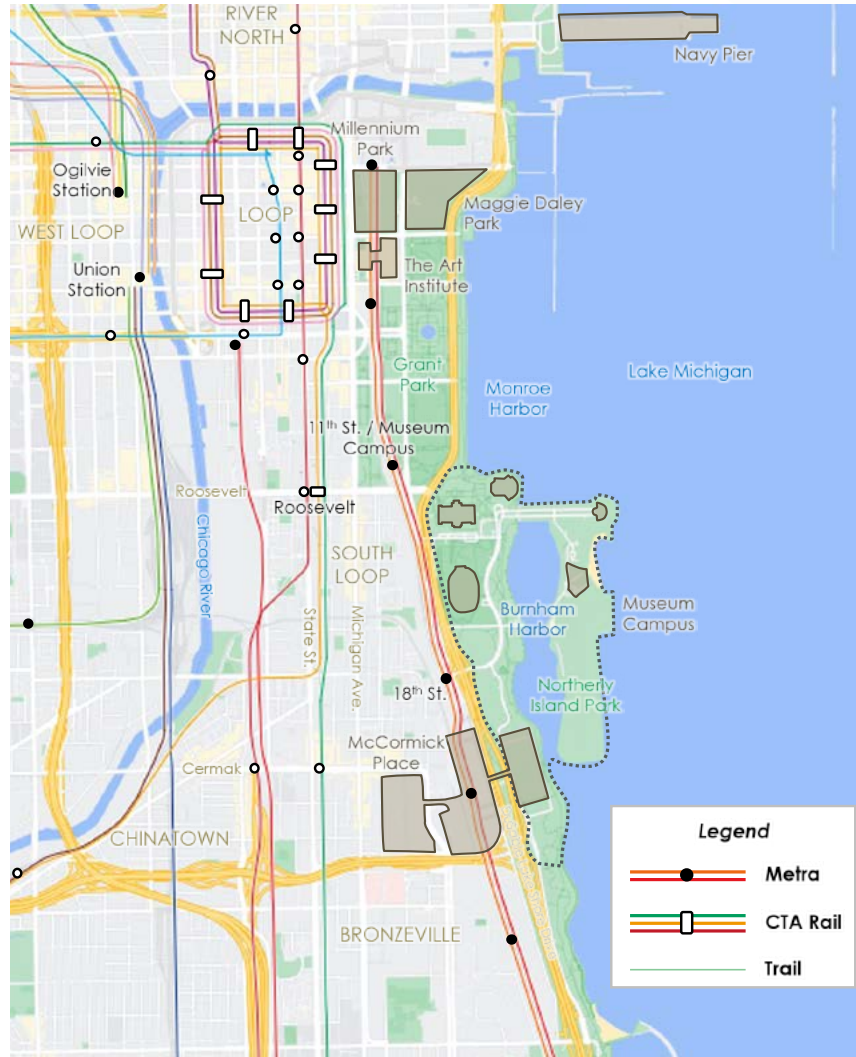 RIVER
NORTH
Navy Pier
Millennium
Park
Ogilvie
Station
LOOP
Maggie Daley
Park
WEST LOOP
Union
Station
The Art
Institute
Grant
Park
Monroe
Harbor
Lake Michigan
11th St. / Museum
Campus
Roosevelt
Roosevelt
Chicago River
SOUTH
LOOP
State St.
Michigan Ave.
Burnham
Harbor
Museum
Campus
18th St.
Northerly
Island Park
McCormick
Place
Cermak
CHINATOWN
BRONZEVILLE
Legend
Metra
CTA Rail
Trail